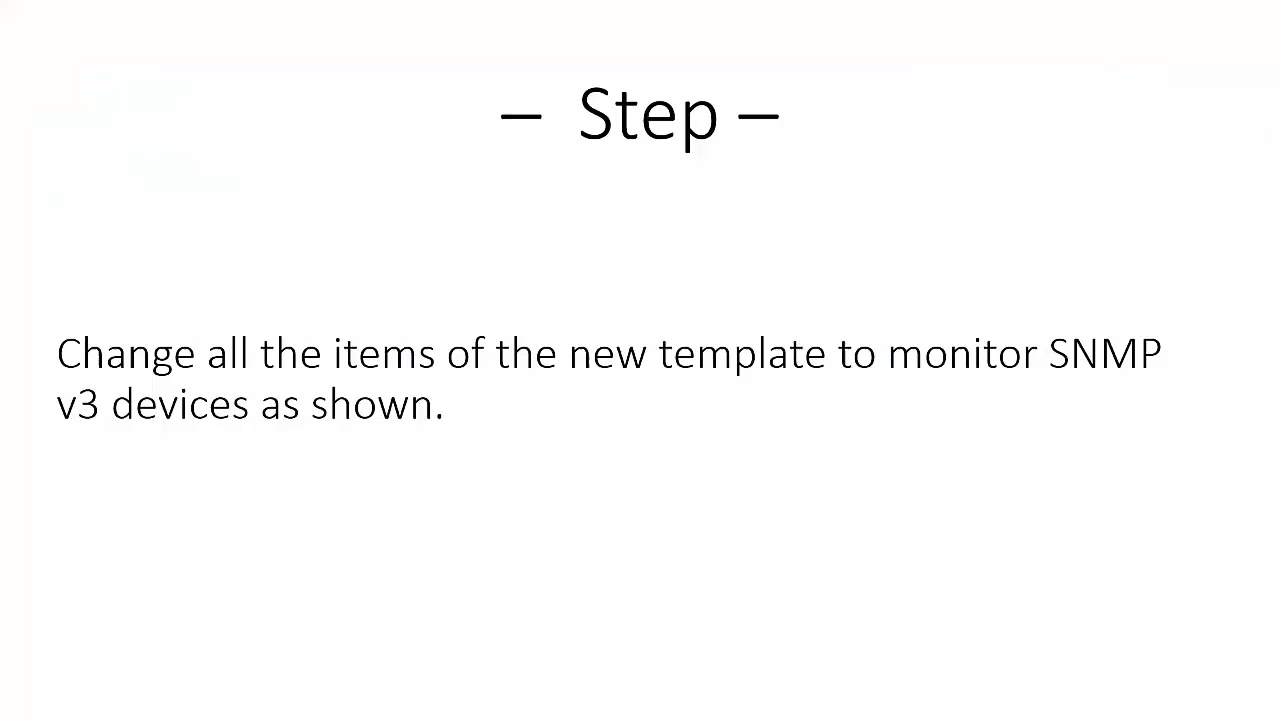 – Step –
Change all the items of the new template to monitor SNMP
v3 devices as shown.